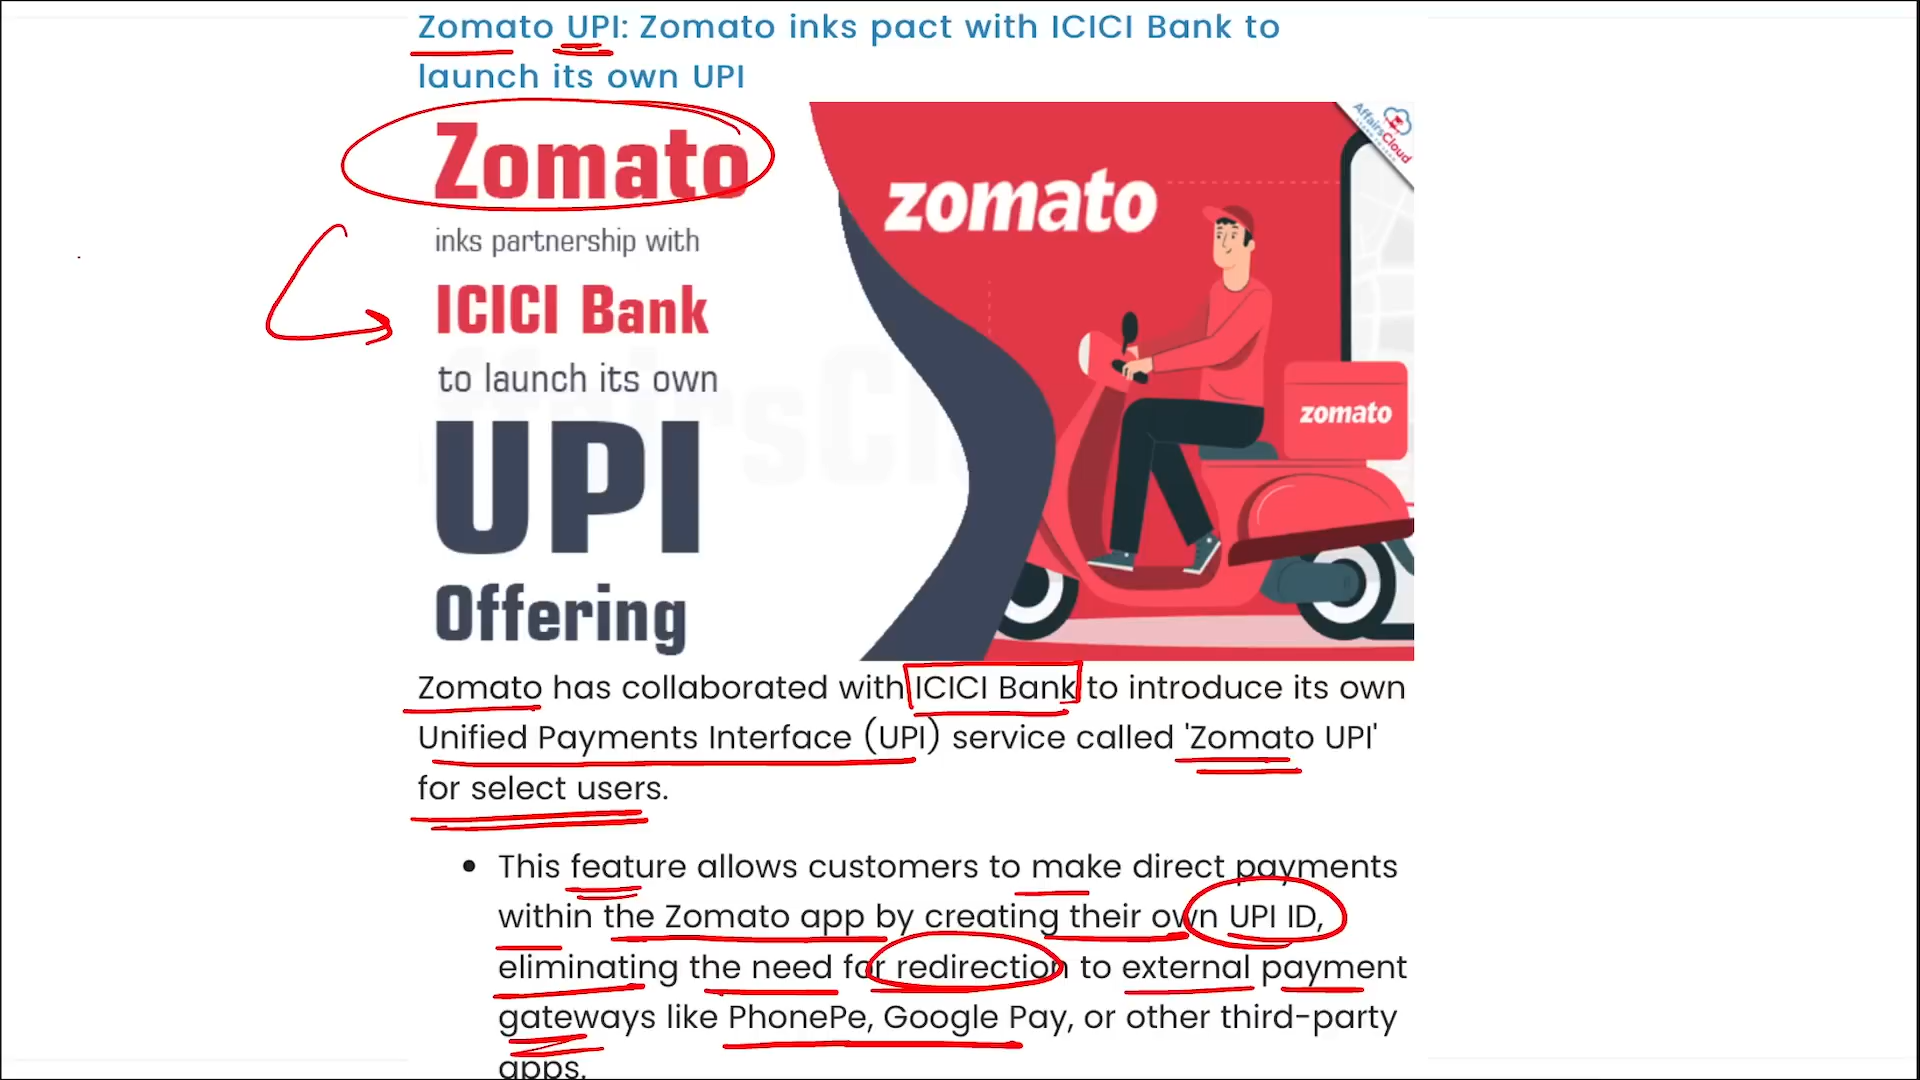 Zomato UPI: Zomato inks pact with ICICI Bank to
launch its own UPI
Zomato
inks partnership with
ICICI Bank
to launch its own
UPI
Offering
zomato
zomato
AffairsCloud
Zomato has collaborated with ICICI Bank to introduce its own
Unified Payments Interface (UPI) service called 'Zomato UPI'
for select users.
• This feature allows customers to make direct payments
within the Zomato app by creating their own UPI ID,
eliminating the need for redirection to external payment
gateways like PhonePe, Google Pay, or other third-party
apps.